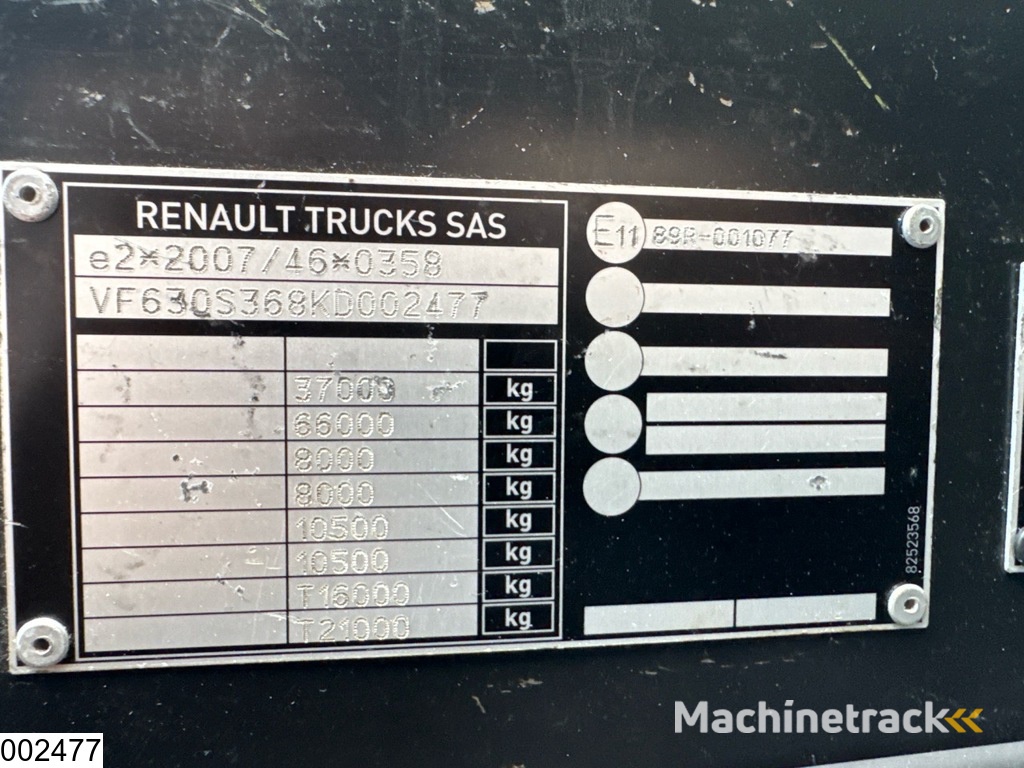 RENAULT TRUCKS SAS
e2*2007/46*0358
VF630S368KD002477
37000 kg
66000 kg
8000 kg
8000 kg
10500 kg
10500 kg
T16000 kg
T21000 kg
E11 89R-001077
82523568
Machinetrack
002477